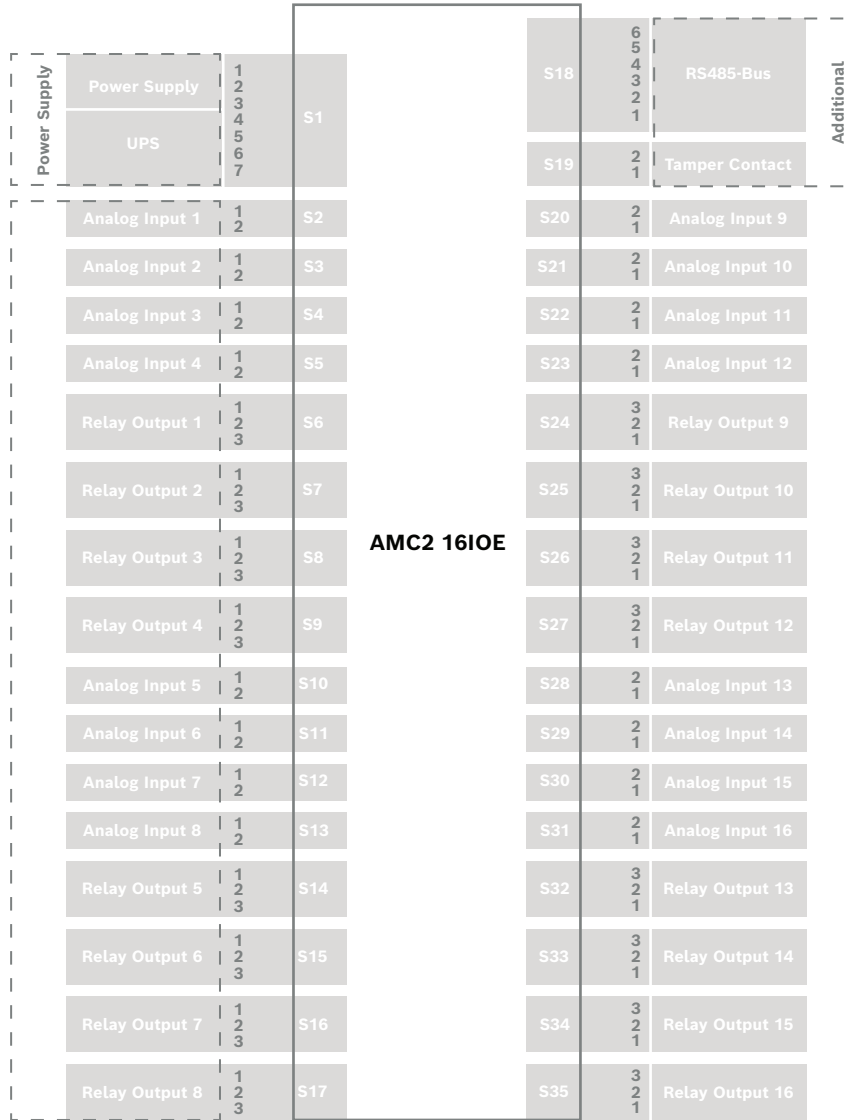 Power Supply
Power Supply
UPS
1
2
3
4
5
6
7
S1
Analog Input 1
1
2
S2
Analog Input 2
1
2
S3
Analog Input 3
1
2
S4
Analog Input 4
1
2
S5
Relay Output 1
1
2
3
S6
Relay Output 2
1
2
3
S7
Relay Output 3
1
2
3
S8
Relay Output 4
1
2
3
S9
Analog Input 5
1
2
S10
Analog Input 6
1
2
S11
Analog Input 7
1
2
S12
Analog Input 8
1
2
S13
Relay Output 5
1
2
3
S14
Relay Output 6
1
2
3
S15
Relay Output 7
1
2
3
S16
Relay Output 8
1
2
3
S17
AMC2 16IOE
S18
6
5
4
3
2
1
RS485-Bus
Additional
S19
2
1
Tamper Contact
S20
2
1
Analog Input 9
S21
2
1
Analog Input 10
S22
2
1
Analog Input 11
S23
2
1
Analog Input 12
S24
3
2
1
Relay Output 9
S25
3
2
1
Relay Output 10
S26
3
2
1
Relay Output 11
S27
3
2
1
Relay Output 12
S28
2
1
Analog Input 13
S29
2
1
Analog Input 14
S30
2
1
Analog Input 15
S31
2
1
Analog Input 16
S32
3
2
1
Relay Output 13
S33
3
2
1
Relay Output 14
S34
3
2
1
Relay Output 15
S35
3
2
1
Relay Output 16